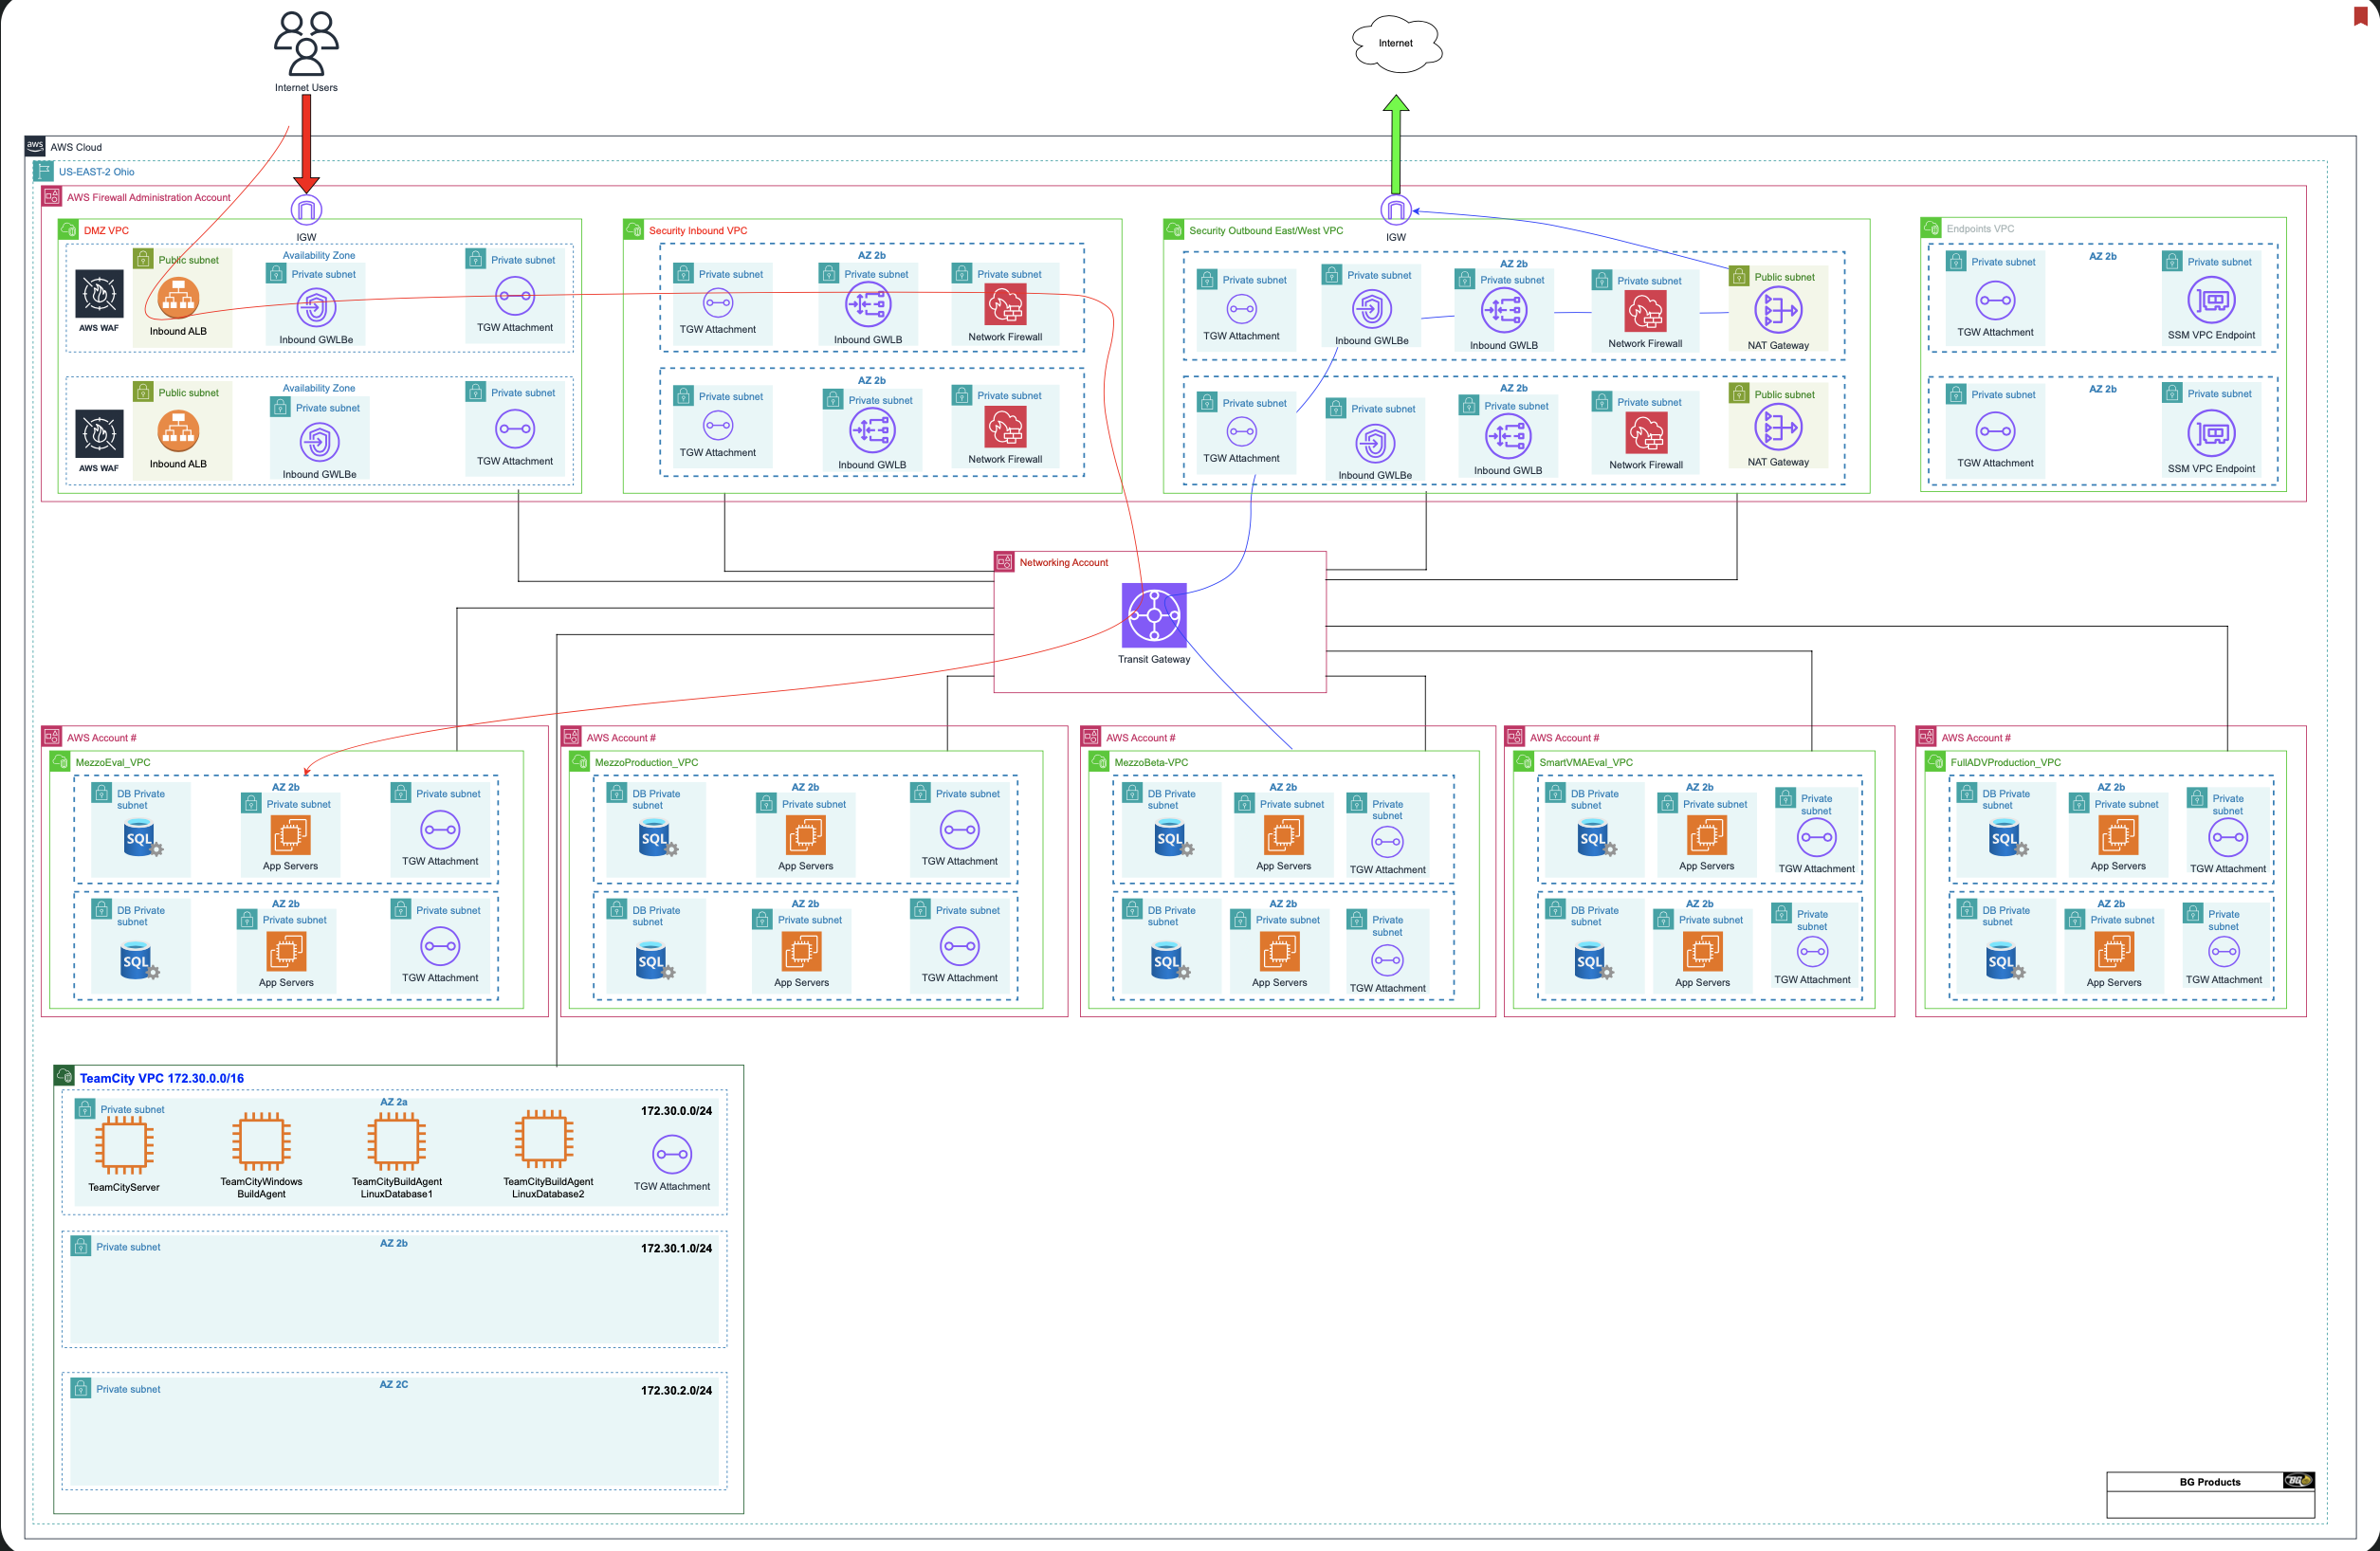 Internet Users
Internet
aws
AWS Cloud
US-EAST-2 Ohio
AWS Firewall Administration Account
IGW
DMZ VPC
Availability Zone
AWS WAF
Public subnet
Inbound ALB
Private subnet
Inbound GWLBe
Private subnet
TGW Attachment
Availability Zone
AWS WAF
Public subnet
Inbound ALB
Private subnet
Inbound GWLBe
Private subnet
TGW Attachment
Security Inbound VPC
AZ 2b
Private subnet
TGW Attachment
Private subnet
Inbound GWLB
Private subnet
Network Firewall
AZ 2b
Private subnet
TGW Attachment
Private subnet
Inbound GWLB
Private subnet
Network Firewall
IGW
Security Outbound East/West VPC
AZ 2b
Private subnet
TGW Attachment
Private subnet
Inbound GWLBe
Private subnet
Inbound GWLB
Private subnet
Network Firewall
Public subnet
NAT Gateway
AZ 2b
Private subnet
TGW Attachment
Private subnet
Inbound GWLBe
Private subnet
Inbound GWLB
Private subnet
Network Firewall
Public subnet
NAT Gateway
Endpoints VPC
AZ 2b
Private subnet
TGW Attachment
Private subnet
SSM VPC Endpoint
AZ 2b
Private subnet
TGW Attachment
Private subnet
SSM VPC Endpoint
Networking Account
Transit Gateway
AWS Account #
MezzoEval_VPC
AZ 2b
DB Private
subnet
SQL
Private subnet
App Servers
Private subnet
TGW Attachment
AZ 2b
DB Private
subnet
SQL
Private subnet
App Servers
Private subnet
TGW Attachment
AWS Account #
MezzoProduction_VPC
AZ 2b
DB Private
subnet
SQL
Private subnet
App Servers
Private subnet
TGW Attachment
AZ 2b
DB Private
subnet
SQL
Private subnet
App Servers
Private subnet
TGW Attachment
AWS Account #
MezzoBeta-VPC
AZ 2b
DB Private
subnet
SQL
Private subnet
App Servers
Private
subnet
TGW Attachment
AZ 2b
DB Private
subnet
SQL
Private subnet
App Servers
Private
subnet
TGW Attachment
AWS Account #
SmartVMAEval_VPC
AZ 2b
DB Private
subnet
SQL
Private subnet
App Servers
Private
subnet
TGW Attachment
AZ 2b
DB Private
subnet
SQL
Private subnet
App Servers
Private
subnet
TGW Attachment
AWS Account #
FullADVProduction_VPC
AZ 2b
DB Private
subnet
SQL
Private subnet
App Servers
Private
subnet
TGW Attachment
AZ 2b
DB Private
subnet
SQL
Private subnet
App Servers
Private
subnet
TGW Attachment
TeamCity VPC 172.30.0.0/16
AZ 2a
Private subnet
172.30.0.0/24
TeamCityServer
TeamCityWindows
BuildAgent
TeamCityBuildAgent
LinuxDatabase1
TeamCityBuildAgent
LinuxDatabase2
TGW Attachment
AZ 2b
Private subnet
172.30.1.0/24
AZ 2C
Private subnet
172.30.2.0/24
BG Products
BG